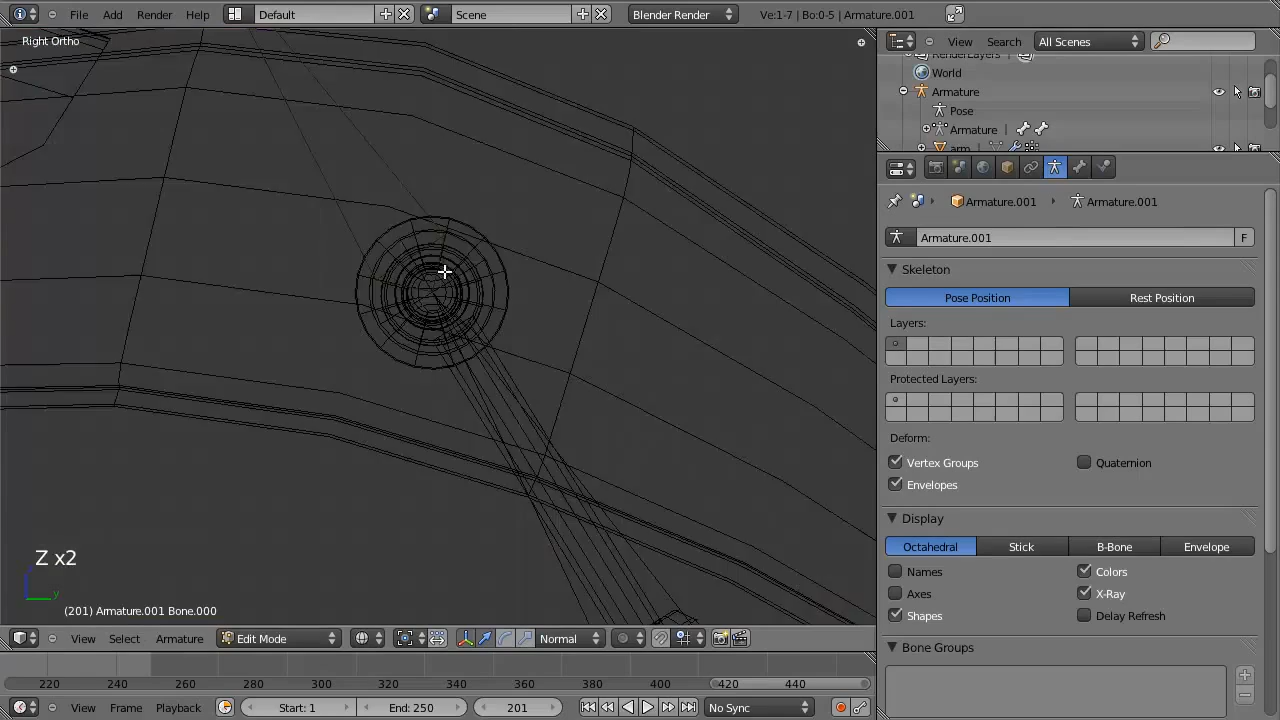 File Add Render Help Default Scene Blender Render Ve:1-7 | Bo:0-5 | Armature.001
Right Ortho
View Search All Scenes
RenderLayers
World
Armature
Pose
Armature
arm
Armature.001 Armature.001
Armature.001 F
Skeleton
Pose Position Rest Position
Layers:
Protected Layers:
Deform:
Vertex Groups Quaternion
Envelopes
Display
Octahedral Stick B-Bone Envelope
Names Colors
Axes X-Ray
Shapes Delay Refresh
Bone Groups
Z x2
y
(201) Armature.001 Bone.000
View Select Armature Edit Mode Normal
220 240 260 280 300 320 340 360 380 400 420 440
View Frame Playback Start: 1 End: 250 201 No Sync